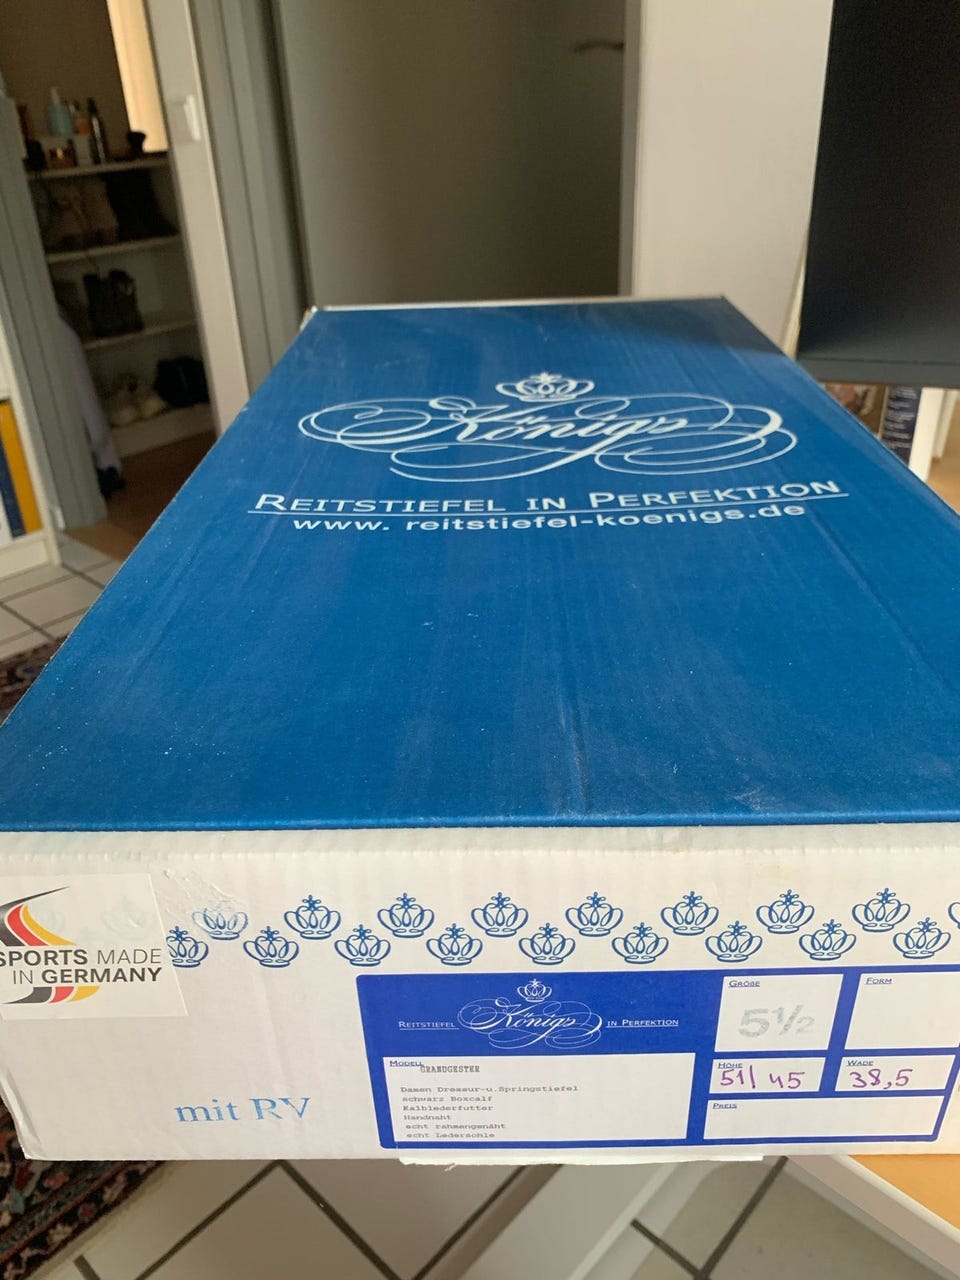 Königs
REITSTIEFEL IN PERFEKTION
www. reitstiefel-koenigs.de
SPORTS MADE
IN GERMANY
mit RV
REITSTIEFEL Königs IN PERFEKTION
MODELL
GRANDGESTER
Damen Dressur-u.Springstiefel
schwarz Boxcalf
Kalblederfutter
Handnaht
echt rahmengenäht
echt Ledersohle
GRÖßE
5½
FORM
HÖHE
51/45
WADE
38,5
PREIS